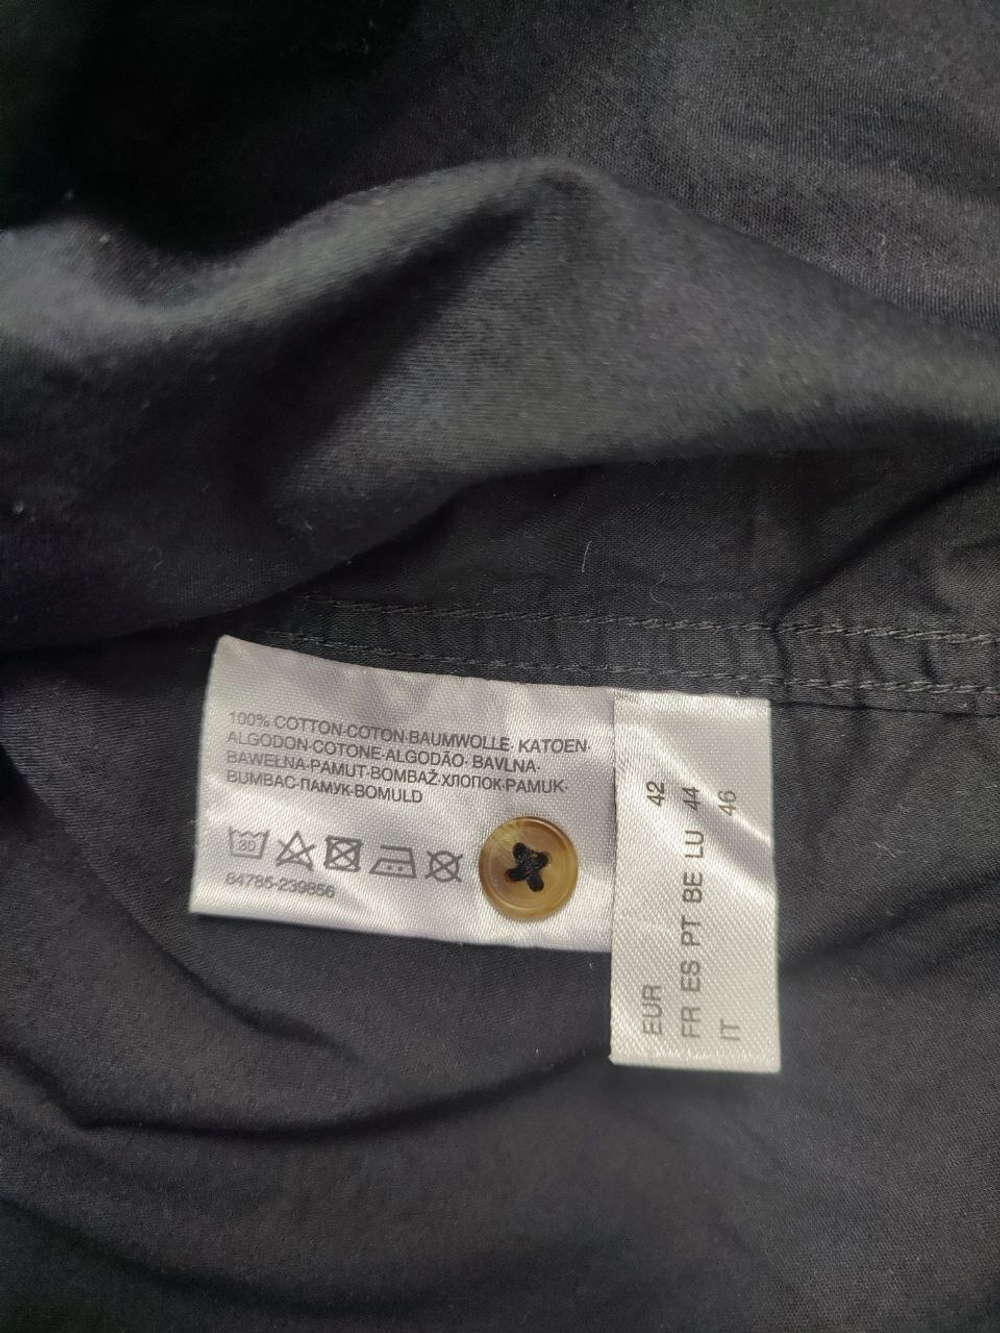 100% COTTON·COTON·BAUMWOLLE· KATOEN·
ALGODON·COTONE·ALGODÃO· BAVLNA·
BAWEŁNA·PAMUT·BOMBAŽ·ХЛОПОК·PAMUK·
BUMBAC·ПАМУК·BOMULD
30
84785-239856
EUR 42
FR ES PT BE LU 44
IT 46